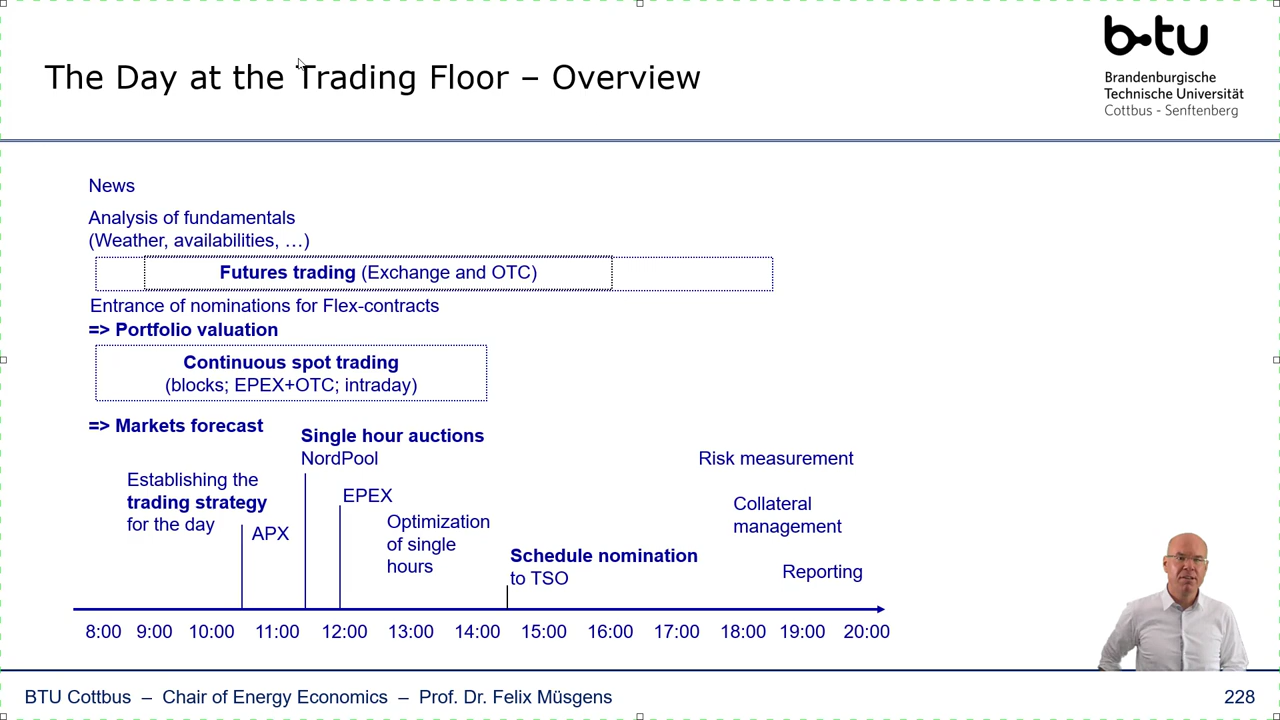 The Day at the Trading Floor – Overview
b-tu
Brandenburgische
Technische Universität
Cottbus - Senftenberg
News
Analysis of fundamentals
(Weather, availabilities, …)
Futures trading (Exchange and OTC)
Entrance of nominations for Flex-contracts
=> Portfolio valuation
Continuous spot trading
(blocks; EPEX+OTC; intraday)
=> Markets forecast
Single hour auctions
NordPool
Establishing the
trading strategy
for the day
APX
EPEX
Optimization
of single
hours
Schedule nomination
to TSO
Risk measurement
Collateral
management
Reporting
8:00 9:00 10:00 11:00 12:00 13:00 14:00 15:00 16:00 17:00 18:00 19:00 20:00
BTU Cottbus – Chair of Energy Economics – Prof. Dr. Felix Müsgens 228